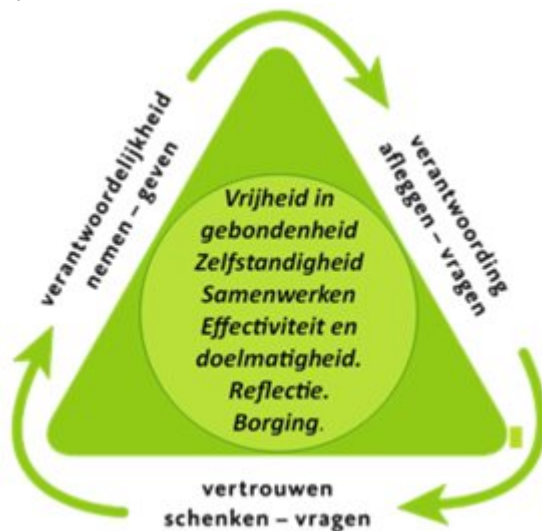 verantwoordelijkheid
nemen – geven
verantwoording
afleggen – vragen
Vrijheid in
gebondenheid
Zelfstandigheid
Samenwerken
Effectiviteit en
doelmatigheid.
Reflectie.
Borging.
vertrouwen
schenken – vragen